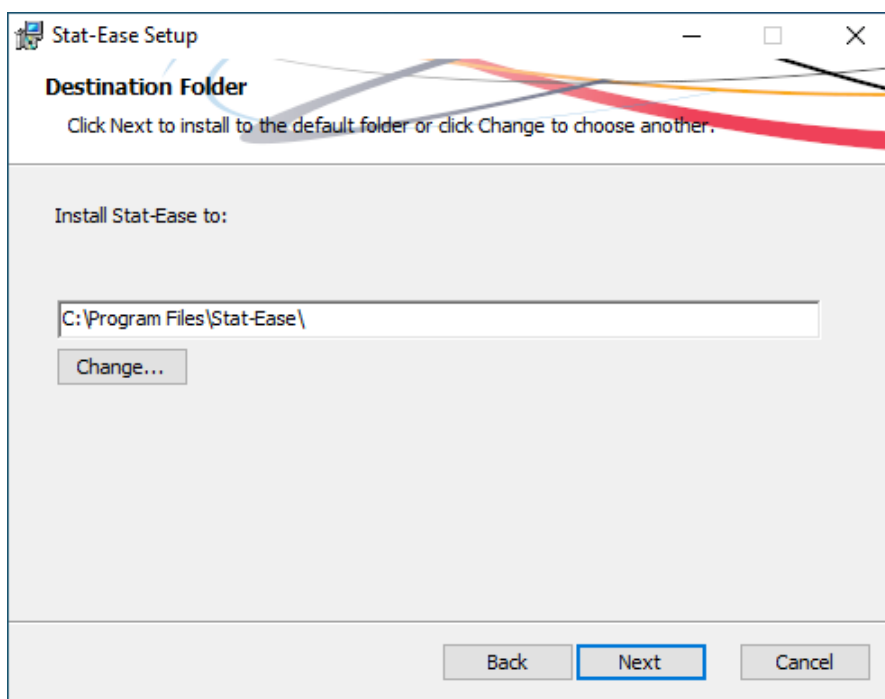 Stat-Ease Setup
Destination Folder
Click Next to install to the default folder or click Change to choose another.
Install Stat-Ease to:
C:\Program Files\Stat-Ease\
Change...
Back Next Cancel